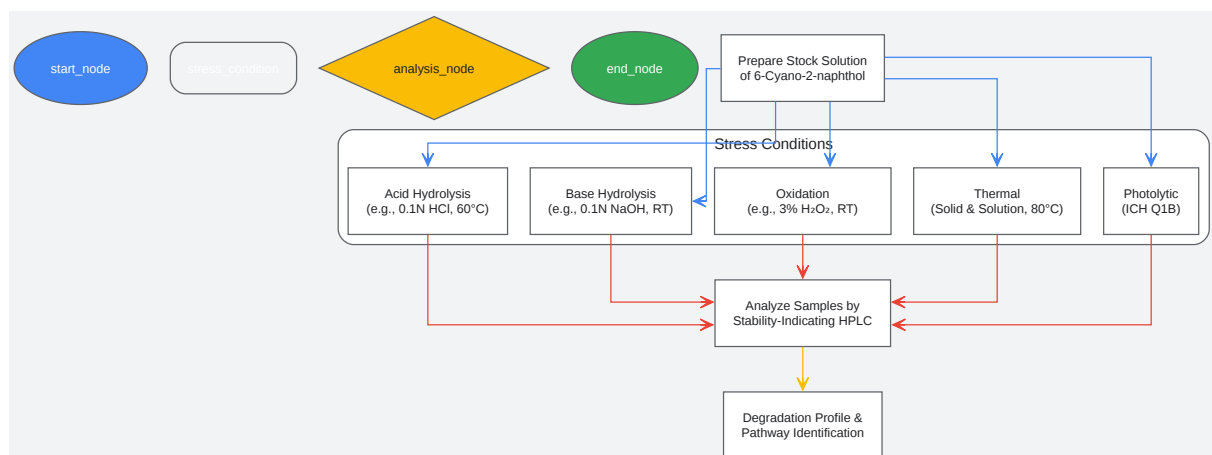 start_node
stress_condition
analysis_node
end_node
Prepare Stock Solution
of 6-Cyano-2-naphthol
Stress Conditions
Acid Hydrolysis
(e.g., 0.1N HCl, 60°C)
Base Hydrolysis
(e.g., 0.1N NaOH, RT)
Oxidation
(e.g., 3% H₂O₂, RT)
Thermal
(Solid & Solution, 80°C)
Photolytic
(ICH Q1B)
Analyze Samples by
Stability-Indicating HPLC
Degradation Profile &
Pathway Identification